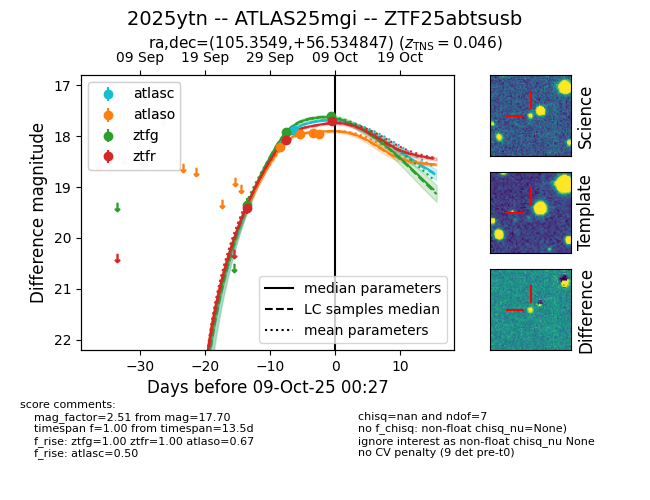 2025ytn -- ATLAS25mgi -- ZTF25abtsusb
ra,dec=(105.3549,+56.534847) (z_TNS = 0.046)
09 Sep 19 Sep 29 Sep 09 Oct 19 Oct
17
18
19
20
21
22
Difference magnitude
atlasc
atlaso
ztfg
ztfr
median parameters
LC samples median
mean parameters
−30 −20 −10 0 10
Days before 09-Oct-25 00:27
Science
Template
Difference
score comments:
mag_factor=2.51 from mag=17.70
timespan f=1.00 from timespan=13.5d
f_rise: ztfg=1.00 ztfr=1.00 atlaso=0.67
f_rise: atlasc=0.50
chisq=nan and ndof=7
no f_chisq: non-float chisq_nu=None)
ignore interest as non-float chisq_nu None
no CV penalty (9 det pre-t0)